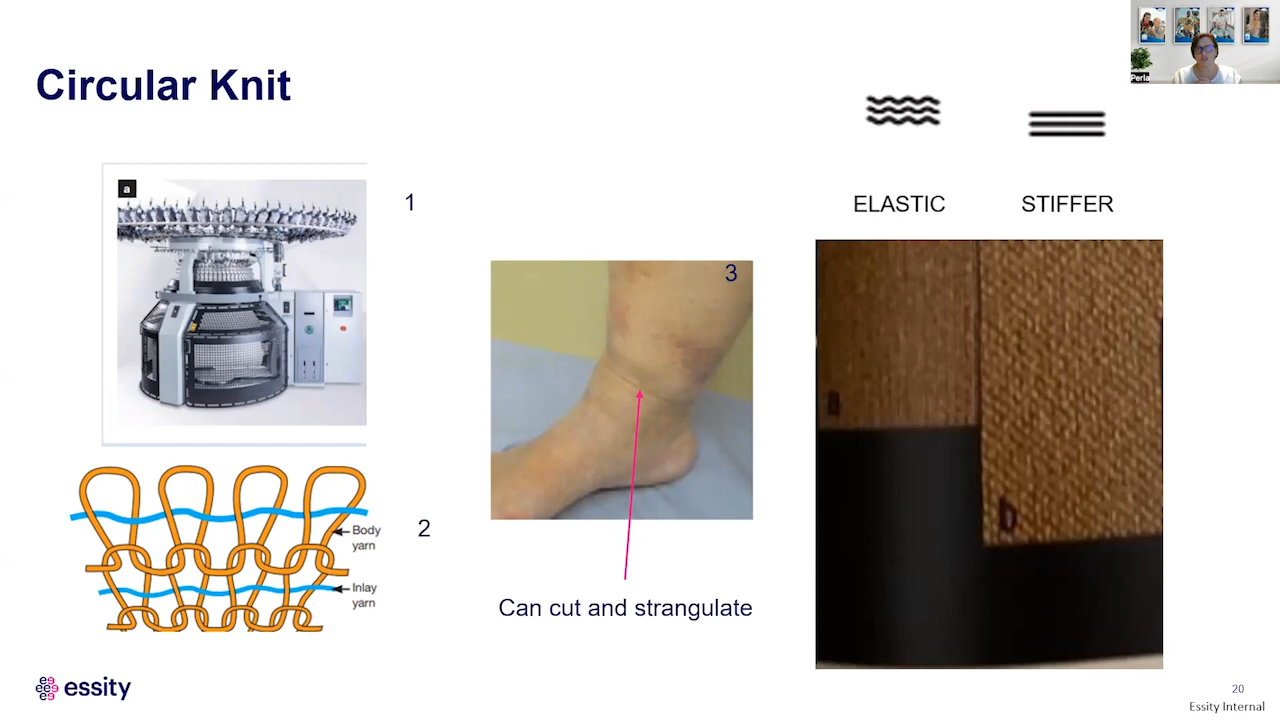 Perla
Circular Knit
a
1
ELASTIC
STIFFER
3
Body
yarn
2
Inlay
yarn
Can cut and strangulate
essity
20
Essity Internal